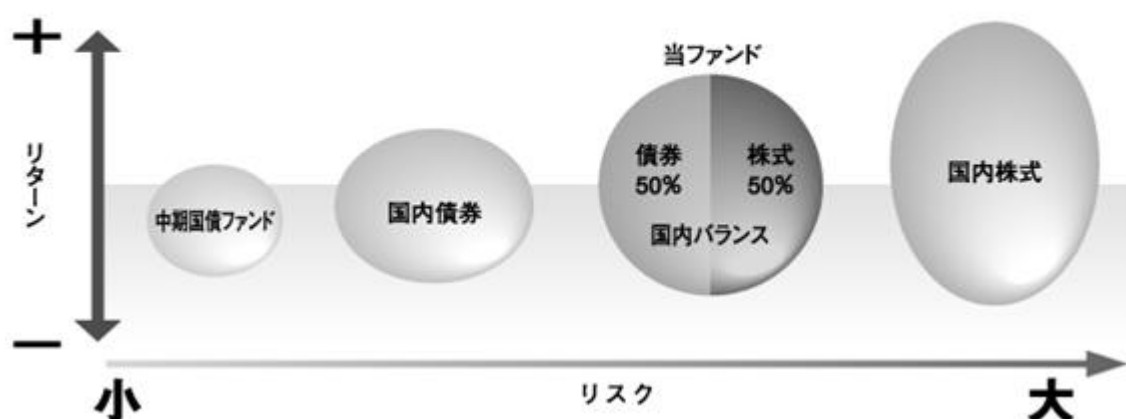 +
リターン
−
当ファンド
中期国債ファンド
国内債券
債券
50%
株式
50%
国内バランス
国内株式
小
リスク
大